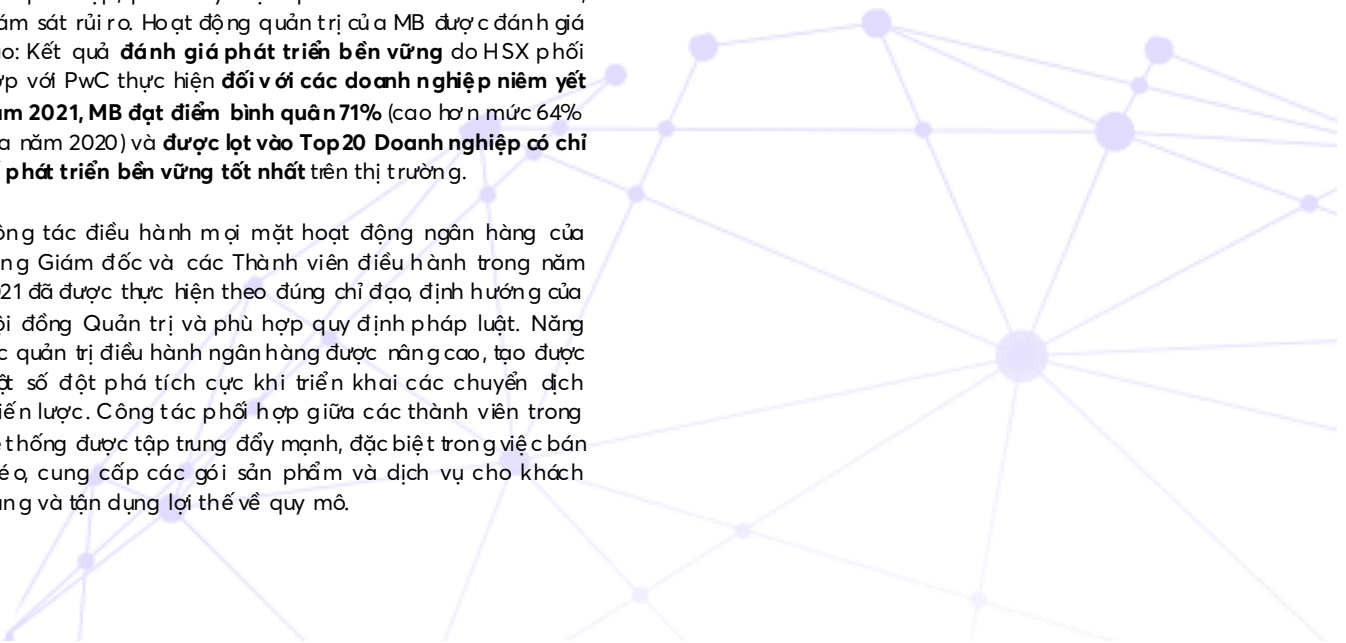 ám sát rủi ro. Hoạt động quản trị của MB được đánh giá
o: Kết quả đánh giá phát triển bền vững do HSX phối
ợp với PwC thực hiện đối với các doanh nghiệp niêm yết
ăm 2021, MB đạt điểm bình quân 71% (cao hơn mức 64%
a năm 2020) và được lọt vào Top 20 Doanh nghiệp có chỉ
phát triển bền vững tốt nhất trên thị trường.
ông tác điều hành mọi mặt hoạt động ngân hàng của
ng Giám đốc và các Thành viên điều hành trong năm
21 đã được thực hiện theo đúng chỉ đạo, định hướng của
ội đồng Quản trị và phù hợp quy định pháp luật. Năng
c quản trị điều hành ngân hàng được nâng cao, tạo được
ột số đột phá tích cực khi triển khai các chuyển dịch
iến lược. Công tác phối hợp giữa các thành viên trong
thống được tập trung đẩy mạnh, đặc biệt trong việc bán
éo, cung cấp các gói sản phẩm và dịch vụ cho khách
àng và tận dụng lợi thế về quy mô.